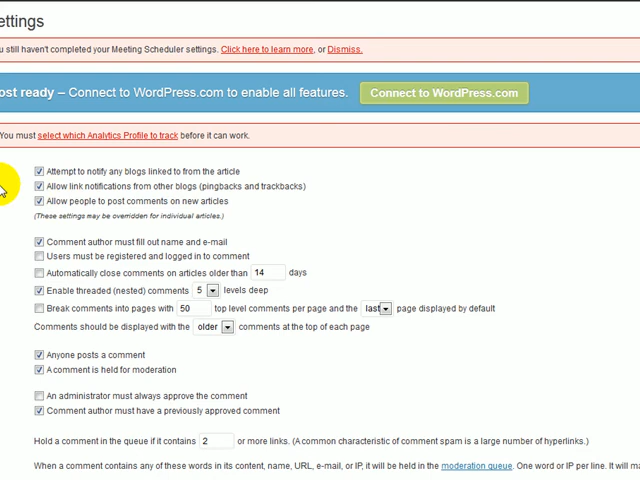 ettings
u still haven't completed your Meeting Scheduler settings. Click here to learn more, or Dismiss.
ost ready – Connect to WordPress.com to enable all features. Connect to WordPress.com
You must select which Analytics Profile to track before it can work.
Attempt to notify any blogs linked to from the article
Allow link notifications from other blogs (pingbacks and trackbacks)
Allow people to post comments on new articles
(These settings may be overridden for individual articles.)
Comment author must fill out name and e-mail
Users must be registered and logged in to comment
Automatically close comments on articles older than 14 days
Enable threaded (nested) comments 5 levels deep
Break comments into pages with 50 top level comments per page and the last page displayed by default
Comments should be displayed with the older comments at the top of each page
Anyone posts a comment
A comment is held for moderation
An administrator must always approve the comment
Comment author must have a previously approved comment
Hold a comment in the queue if it contains 2 or more links. (A common characteristic of comment spam is a large number of hyperlinks.)
When a comment contains any of these words in its content, name, URL, e-mail, or IP, it will be held in the moderation queue. One word or IP per line. It will ma